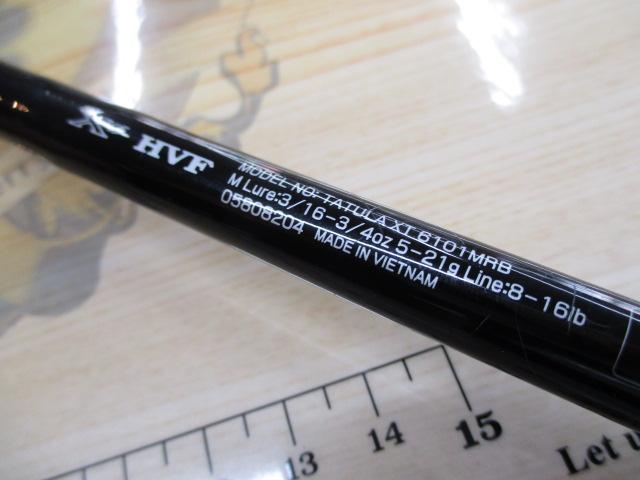 X HVF
MODEL NO: TATULA XT 6101MRB
M Lure:3/16-3/4oz 5-21g Line:8-16lb
05808204 MADE IN VIETNAM
13 14 15
Let u